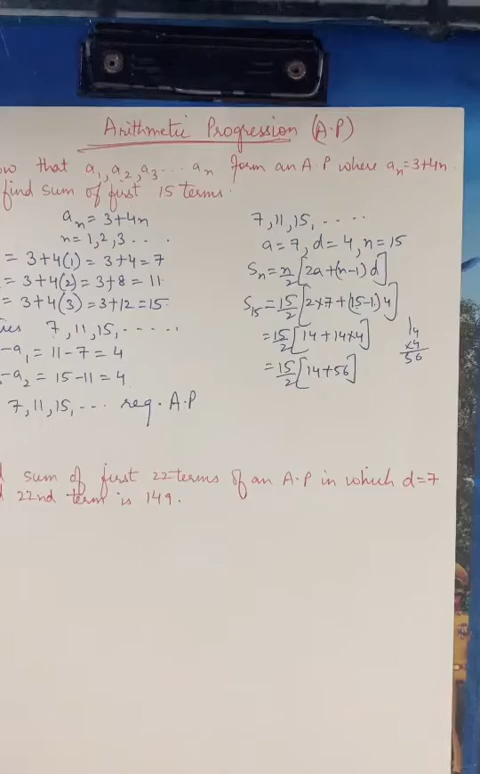 Arithmetic Progression (A.P)
ow that a₁, a₂, a₃ ... aₙ form an A.P where aₙ=3+4n.
find sum of first 15 terms.
aₙ = 3+4n
n = 1, 2, 3 ....
= 3+4(1) = 3+4 = 7
= 3+4(2) = 3+8 = 11
= 3+4(3) = 3+12 = 15
ies 7, 11, 15, ......
-a₁ = 11-7 = 4
-a₂ = 15-11 = 4
7, 11, 15, ... req. A.P
7, 11, 15, ....
a = 7, d = 4, n = 15
Sₙ = n/2 [2a+(n-1)d]
S₁₅ = 15/2 [2×7+(15-1)4]
= 15/2 [14+14×4]
= 15/2 [14+56]
14
×4
56
d sum of first 22 terms of an A.P in which d=7
d 22nd term is 149.